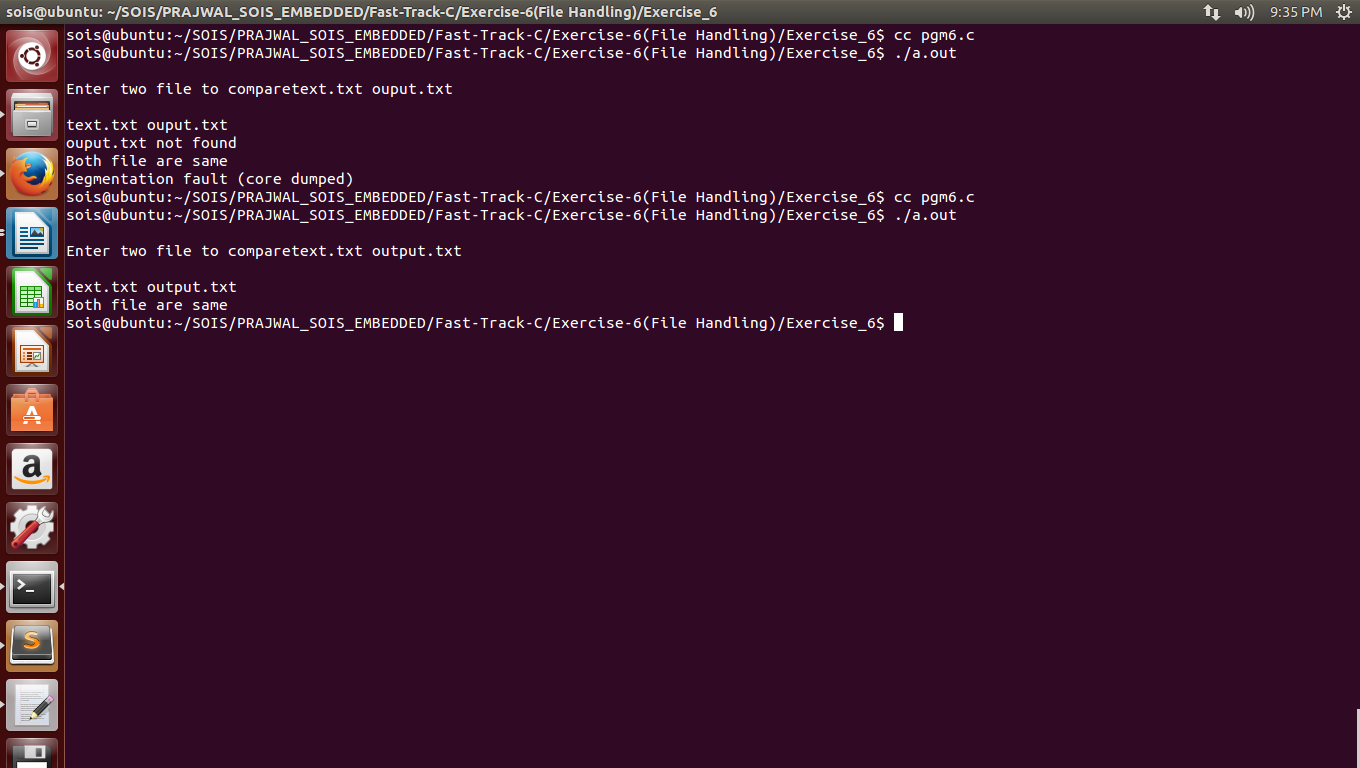 sois@ubuntu: ~/SOIS/PRAJWAL_SOIS_EMBEDDED/Fast-Track-C/Exercise-6(File Handling)/Exercise_6 9:35 PM
sois@ubuntu:~/SOIS/PRAJWAL_SOIS_EMBEDDED/Fast-Track-C/Exercise-6(File Handling)/Exercise_6$ cc pgm6.c
sois@ubuntu:~/SOIS/PRAJWAL_SOIS_EMBEDDED/Fast-Track-C/Exercise-6(File Handling)/Exercise_6$ ./a.out
Enter two file to comparetext.txt ouput.txt
text.txt ouput.txt
ouput.txt not found
Both file are same
Segmentation fault (core dumped)
sois@ubuntu:~/SOIS/PRAJWAL_SOIS_EMBEDDED/Fast-Track-C/Exercise-6(File Handling)/Exercise_6$ cc pgm6.c
sois@ubuntu:~/SOIS/PRAJWAL_SOIS_EMBEDDED/Fast-Track-C/Exercise-6(File Handling)/Exercise_6$ ./a.out
Enter two file to comparetext.txt output.txt
text.txt output.txt
Both file are same
sois@ubuntu:~/SOIS/PRAJWAL_SOIS_EMBEDDED/Fast-Track-C/Exercise-6(File Handling)/Exercise_6$